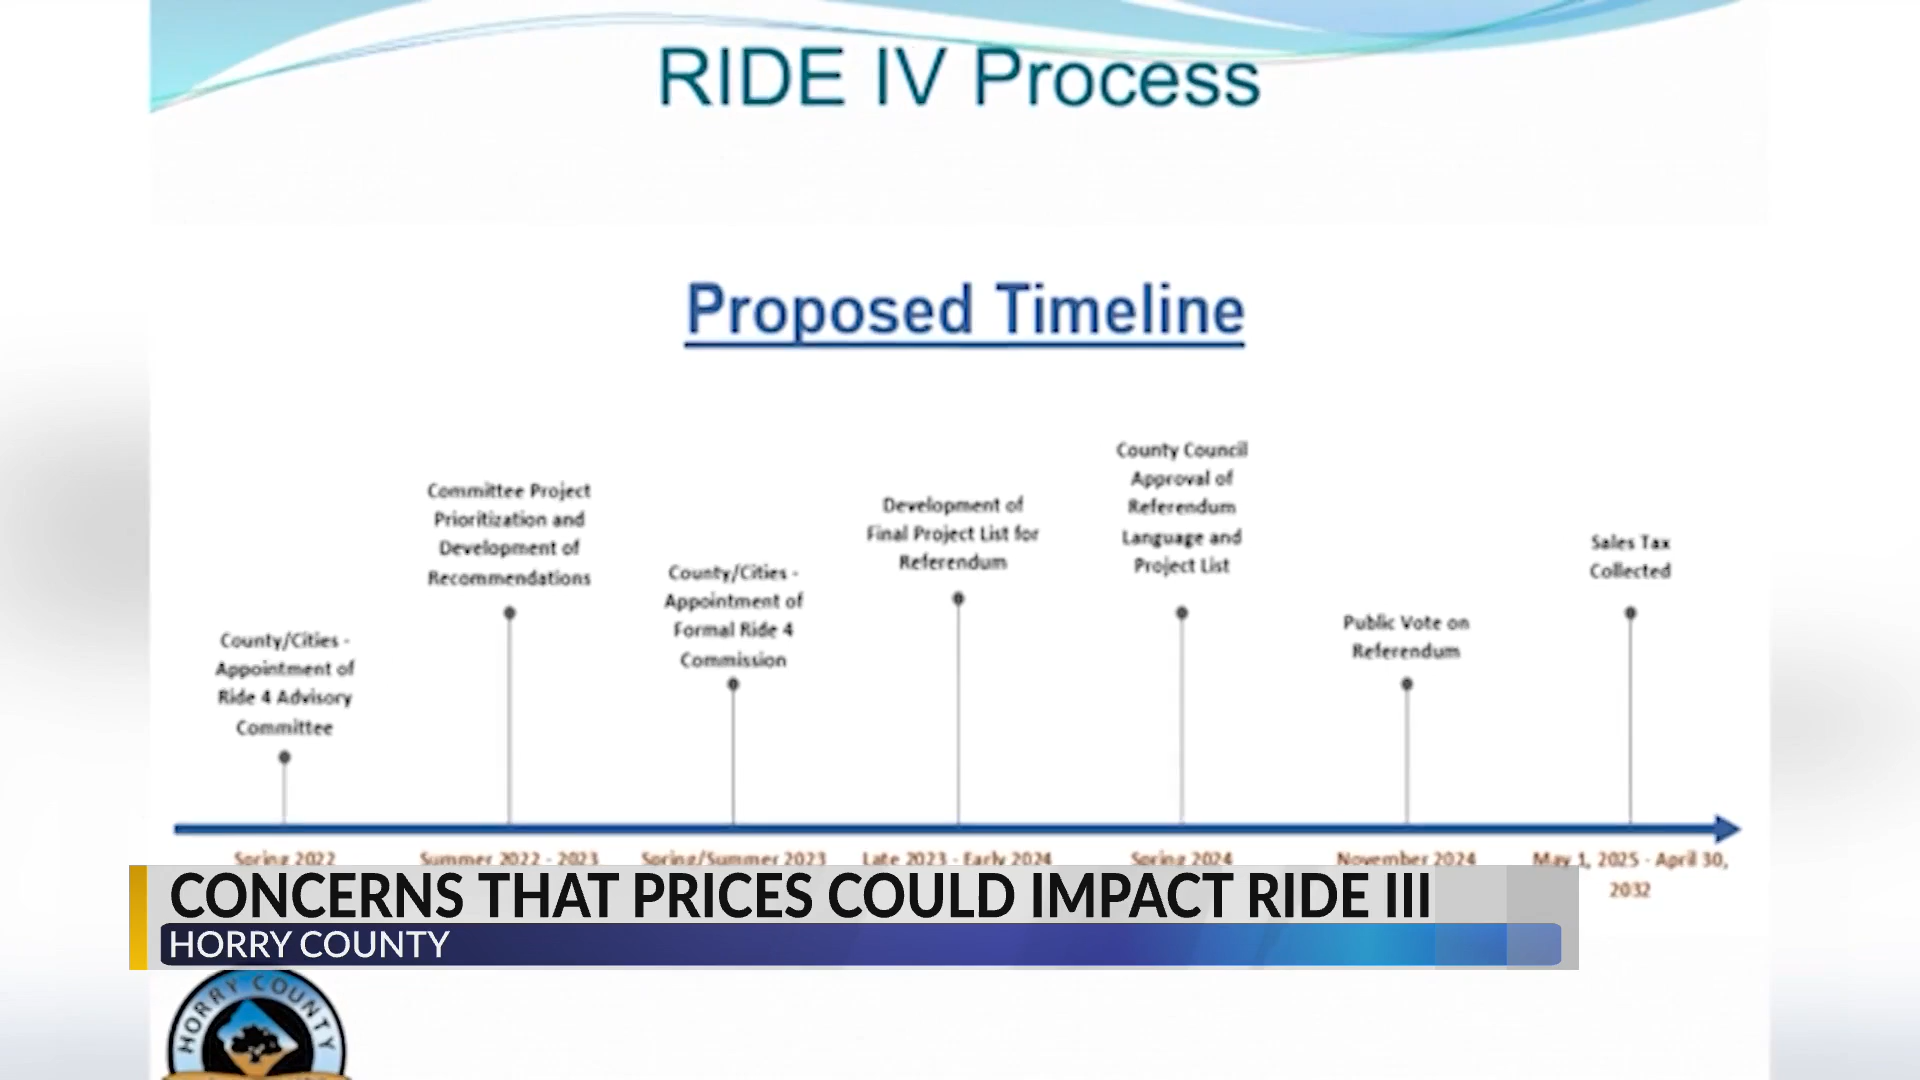 RIDE IV Process
Proposed Timeline
County/Cities -
Appointment of
Ride 4 Advisory
Committee
Committee Project
Prioritization and
Development of
Recommendations
County/Cities -
Appointment of
Formal Ride 4
Commission
Development of
Final Project List for
Referendum
County Council
Approval of
Referendum
Language and
Project List
Public Vote on
Referendum
Sales Tax
Collected
Spring 2022
Summer 2022 - 2023
Spring/Summer 2023
Late 2023 - Early 2024
Spring 2024
November 2024
May 1, 2025 - April 30,
2032
CONCERNS THAT PRICES COULD IMPACT RIDE III
HORRY COUNTY
HORRY COUNTY